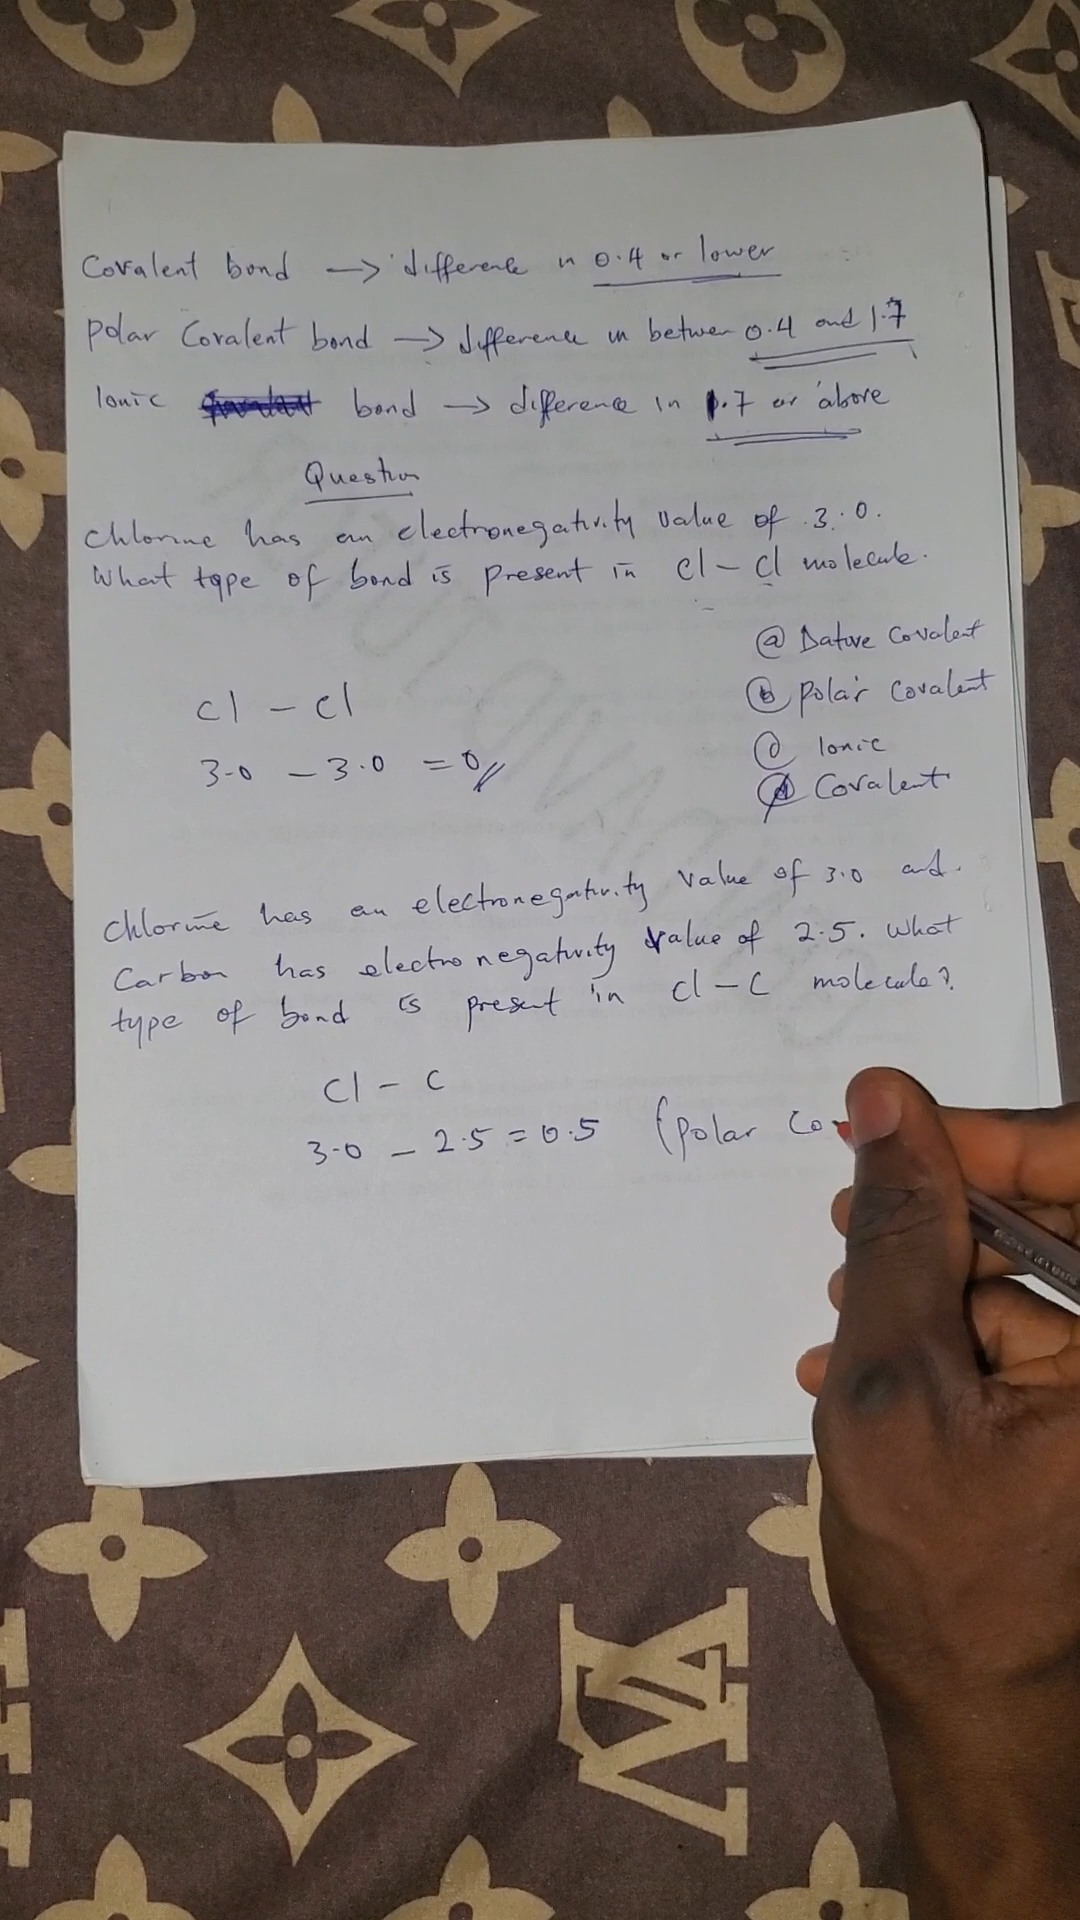 Covalent bond → difference in 0.4 or lower
Polar Covalent bond → difference in between 0.4 and 1.7
Ionic bond → difference in 1.7 or above
Question
Chlorine has an electronegativity value of 3.0.
What type of bond is present in Cl – Cl molecule.
(a) Dative Covalent
(b) Polar Covalent
(c) Ionic
(d) Covalent
Cl – Cl
3.0 – 3.0 = 0
Chlorine has an electronegativity value of 3.0 and
Carbon has electronegativity value of 2.5. What
type of bond is present in Cl – C molecule?
Cl – C
3.0 – 2.5 = 0.5 (Polar Co